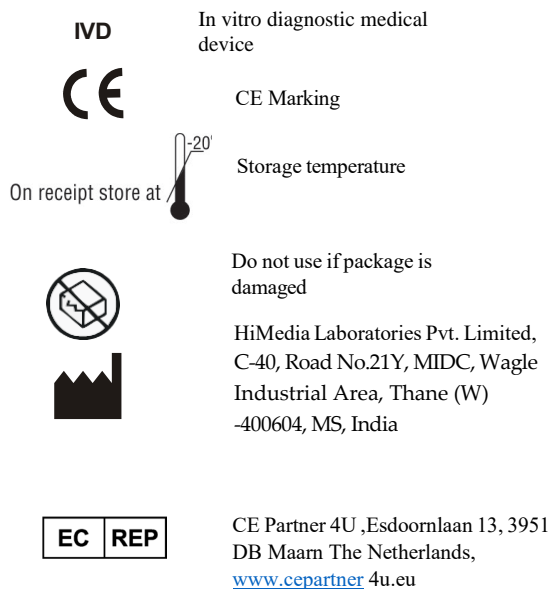 IVD
In vitro diagnostic medical
device
CE
CE Marking
-20'
On receipt store at
Storage temperature
Do not use if package is
damaged
HiMedia Laboratories Pvt. Limited,
C-40, Road No.21Y, MIDC, Wagle
Industrial Area, Thane (W)
-400604, MS, India
EC REP
CE Partner 4U ,Esdoornlaan 13, 3951
DB Maarn The Netherlands,
www.cepartner 4u.eu